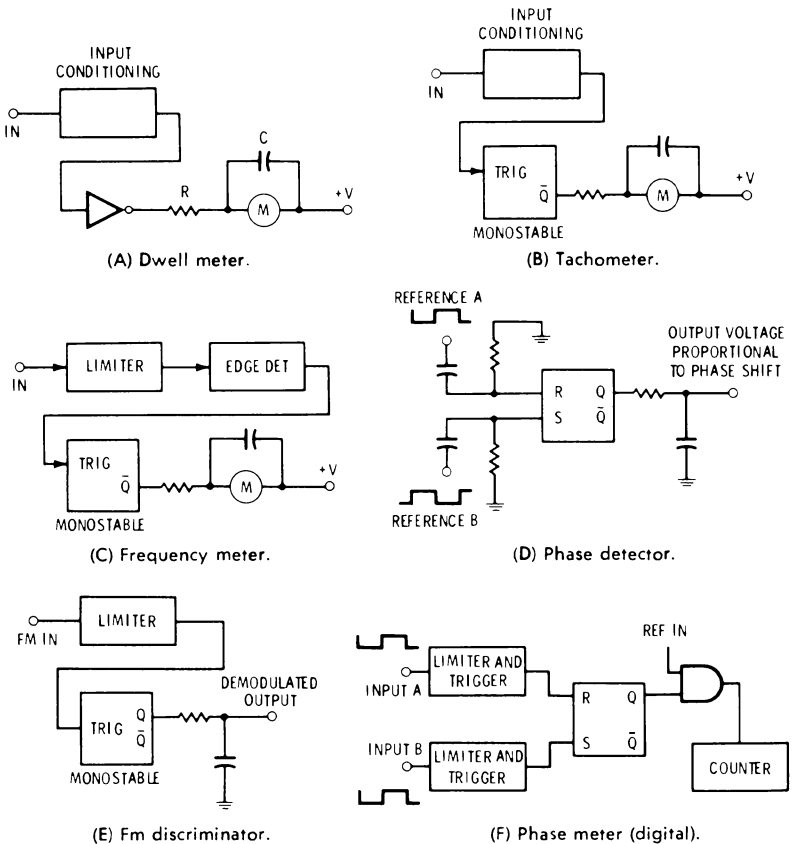 INPUT
CONDITIONING
IN
C
R
M
+V
(A) Dwell meter.
INPUT
CONDITIONING
IN
TRIG
Q̅
MONOSTABLE
M
+V
(B) Tachometer.
IN
LIMITER
EDGE DET
TRIG
Q̅
MONOSTABLE
M
+V
(C) Frequency meter.
REFERENCE A
R Q
S Q̅
REFERENCE B
OUTPUT VOLTAGE
PROPORTIONAL
TO PHASE SHIFT
(D) Phase detector.
FM IN
LIMITER
TRIG
Q
Q̅
MONOSTABLE
DEMODULATED
OUTPUT
(E) Fm discriminator.
INPUT A
LIMITER AND
TRIGGER
INPUT B
LIMITER AND
TRIGGER
R Q
S Q̅
REF IN
COUNTER
(F) Phase meter (digital).